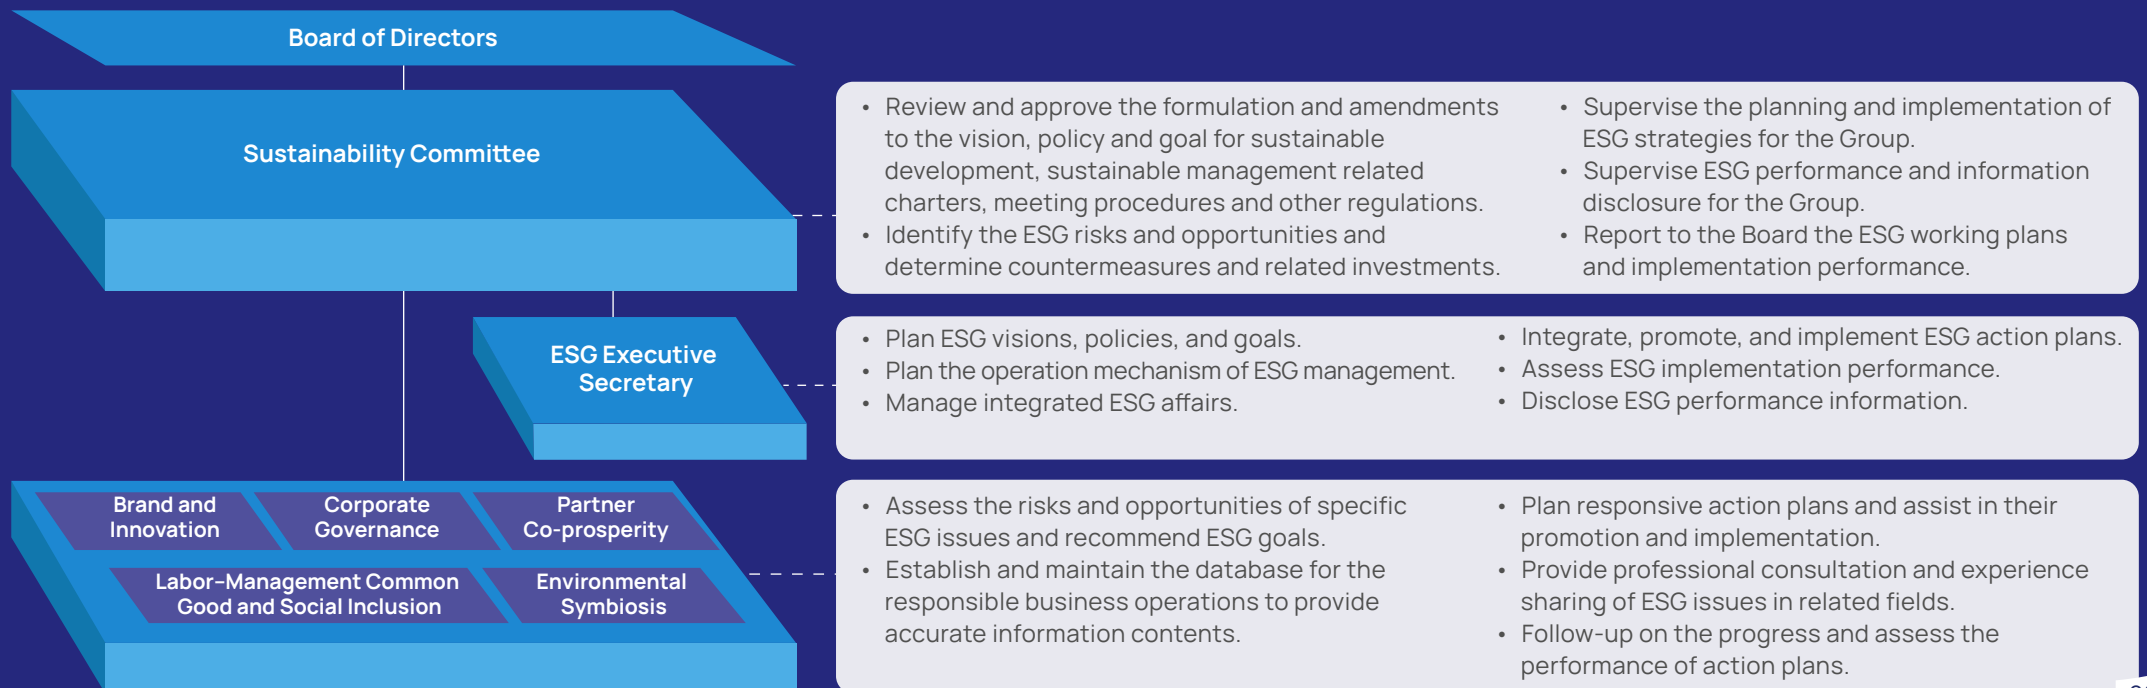 Board of Directors
Sustainability Committee
• Review and approve the formulation and amendments
to the vision, policy and goal for sustainable
development, sustainable management related
charters, meeting procedures and other regulations.
• Identify the ESG risks and opportunities and
determine countermeasures and related investments.
• Supervise the planning and implementation of
ESG strategies for the Group.
• Supervise ESG performance and information
disclosure for the Group.
• Report to the Board the ESG working plans
and implementation performance.
ESG Executive
Secretary
• Plan ESG visions, policies, and goals.
• Plan the operation mechanism of ESG management.
• Manage integrated ESG affairs.
• Integrate, promote, and implement ESG action plans.
• Assess ESG implementation performance.
• Disclose ESG performance information.
Brand and
Innovation
Corporate
Governance
Partner
Co-prosperity
Labor–Management Common
Good and Social Inclusion
Environmental
Symbiosis
• Assess the risks and opportunities of specific
ESG issues and recommend ESG goals.
• Establish and maintain the database for the
responsible business operations to provide
accurate information contents.
• Plan responsive action plans and assist in their
promotion and implementation.
• Provide professional consultation and experience
sharing of ESG issues in related fields.
• Follow-up on the progress and assess the
performance of action plans.